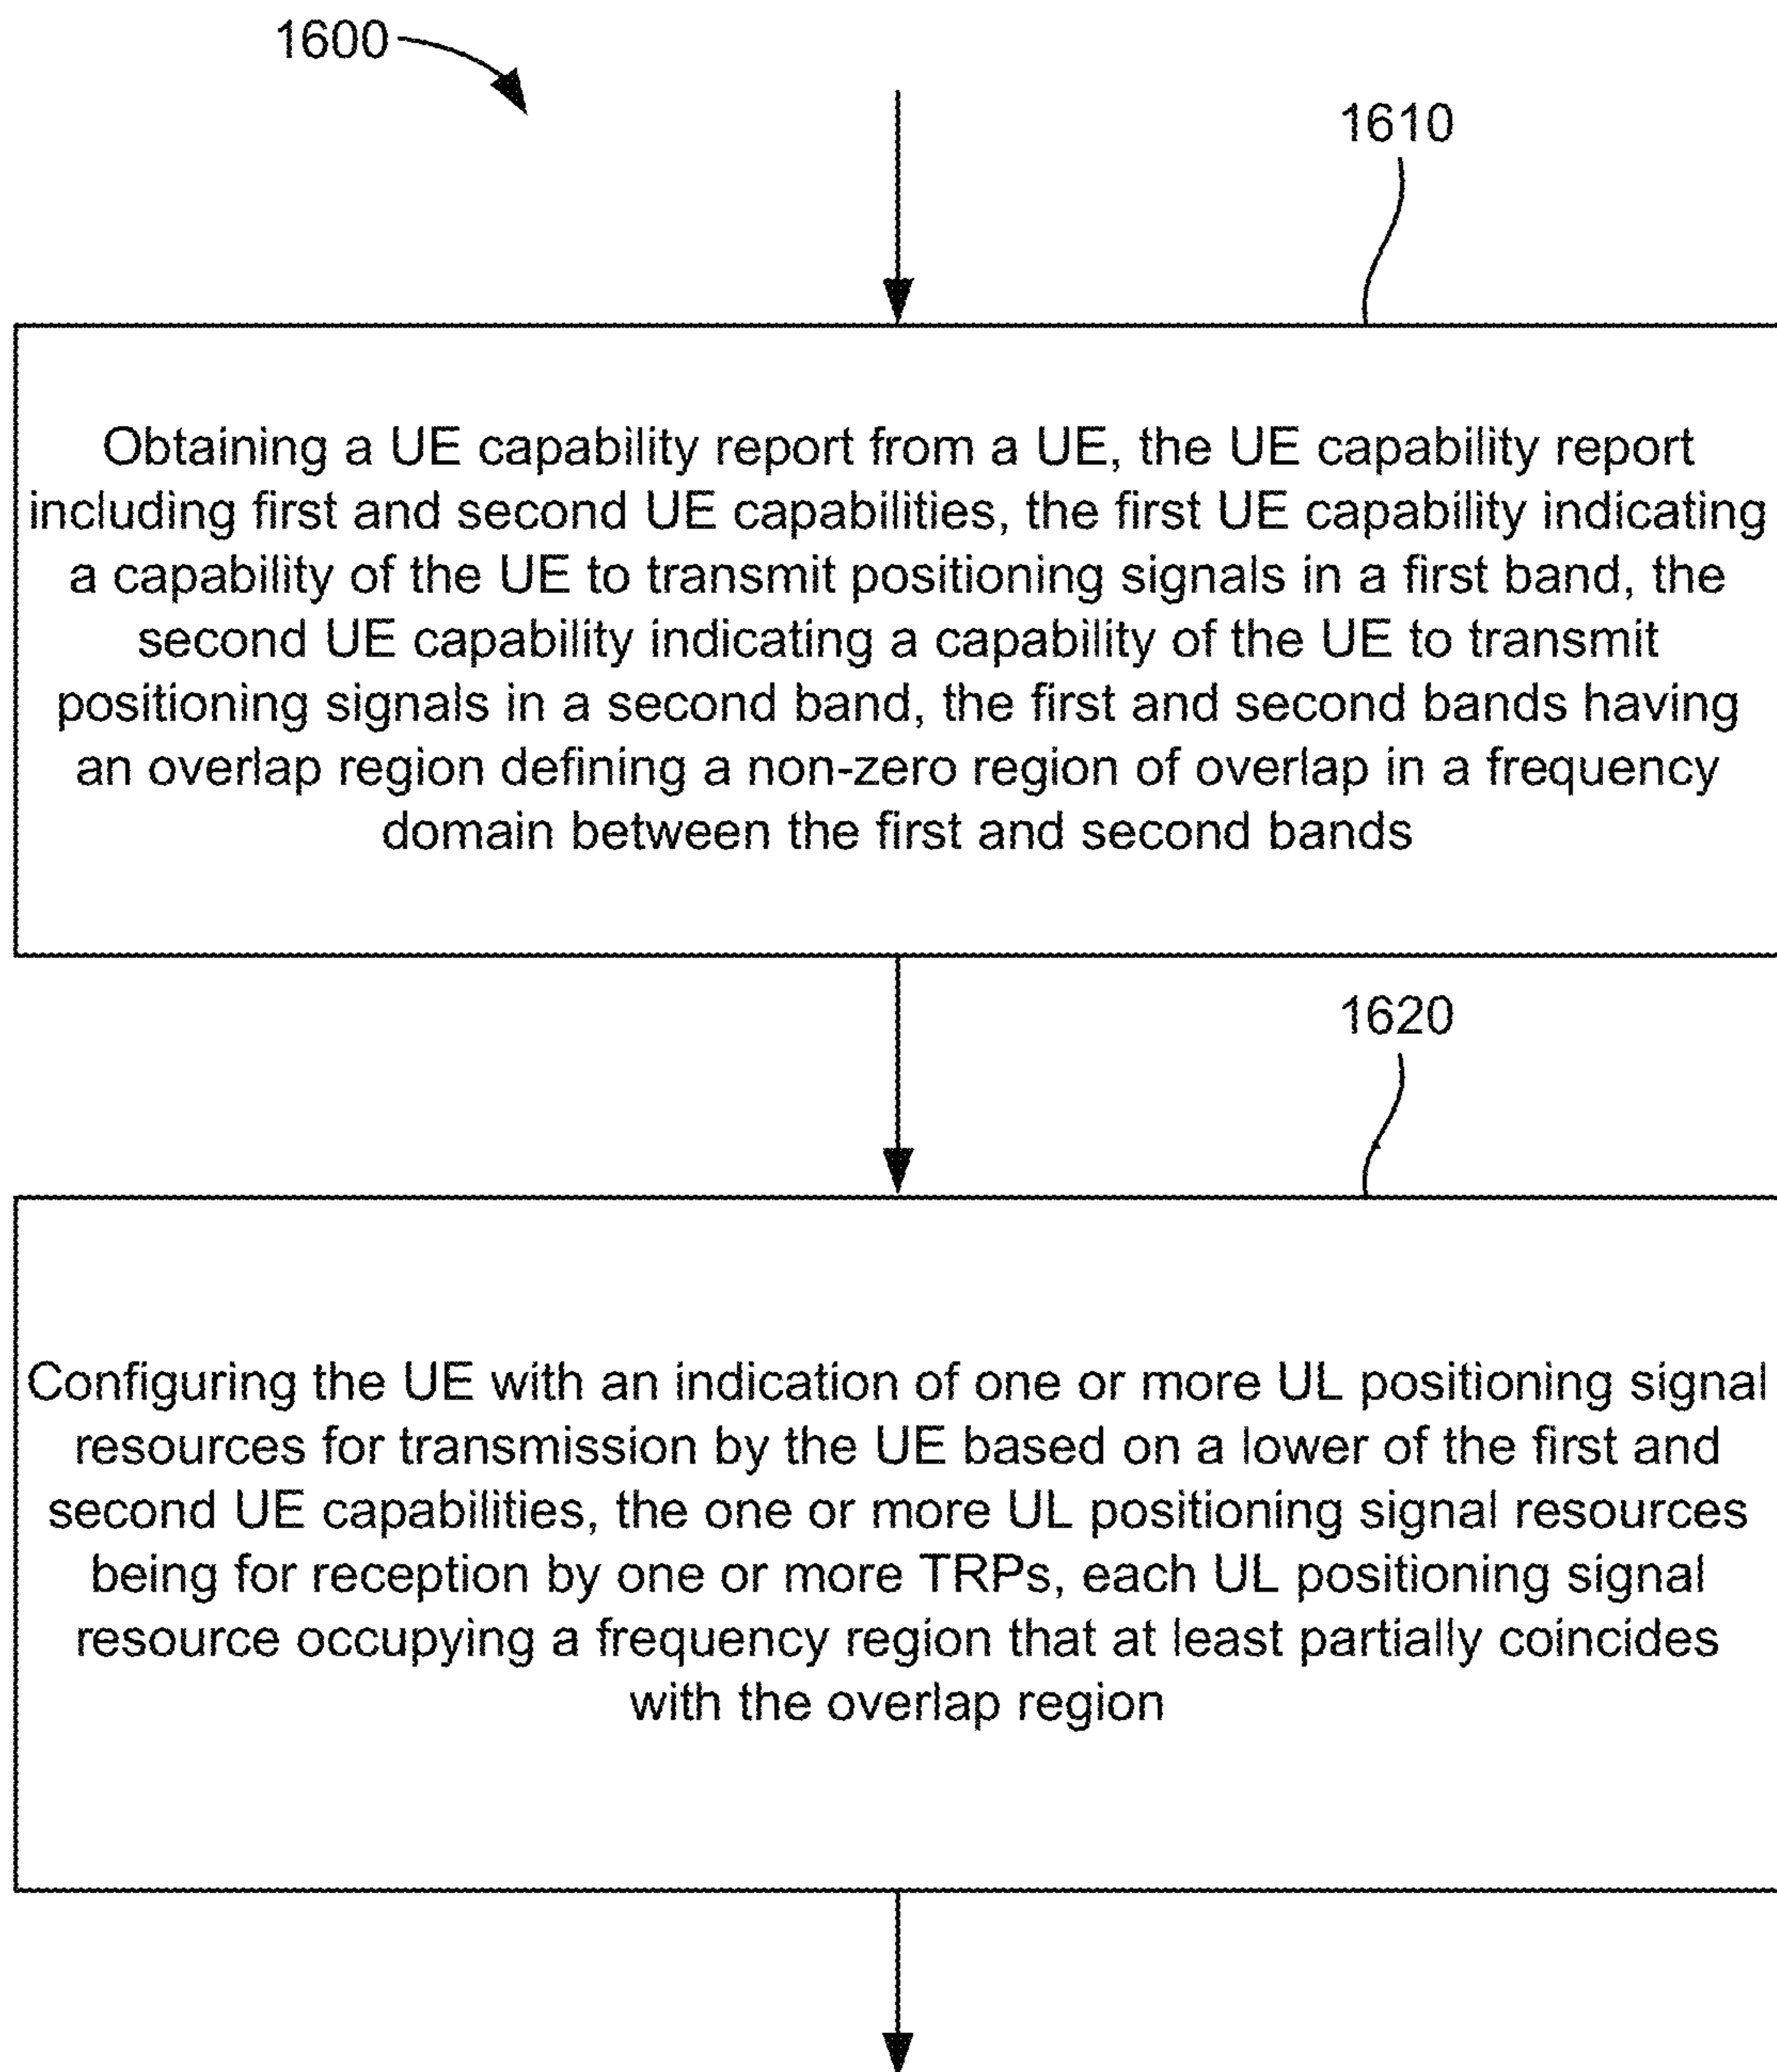 1600
1610
Obtaining a UE capability report from a UE, the UE capability report
including first and second UE capabilities, the first UE capability indicating
a capability of the UE to transmit positioning signals in a first band, the
second UE capability indicating a capability of the UE to transmit
positioning signals in a second band, the first and second bands having
an overlap region defining a non-zero region of overlap in a frequency
domain between the first and second bands
1620
Configuring the UE with an indication of one or more UL positioning signal
resources for transmission by the UE based on a lower of the first and
second UE capabilities, the one or more UL positioning signal resources
being for reception by one or more TRPs, each UL positioning signal
resource occupying a frequency region that at least partially coincides
with the overlap region